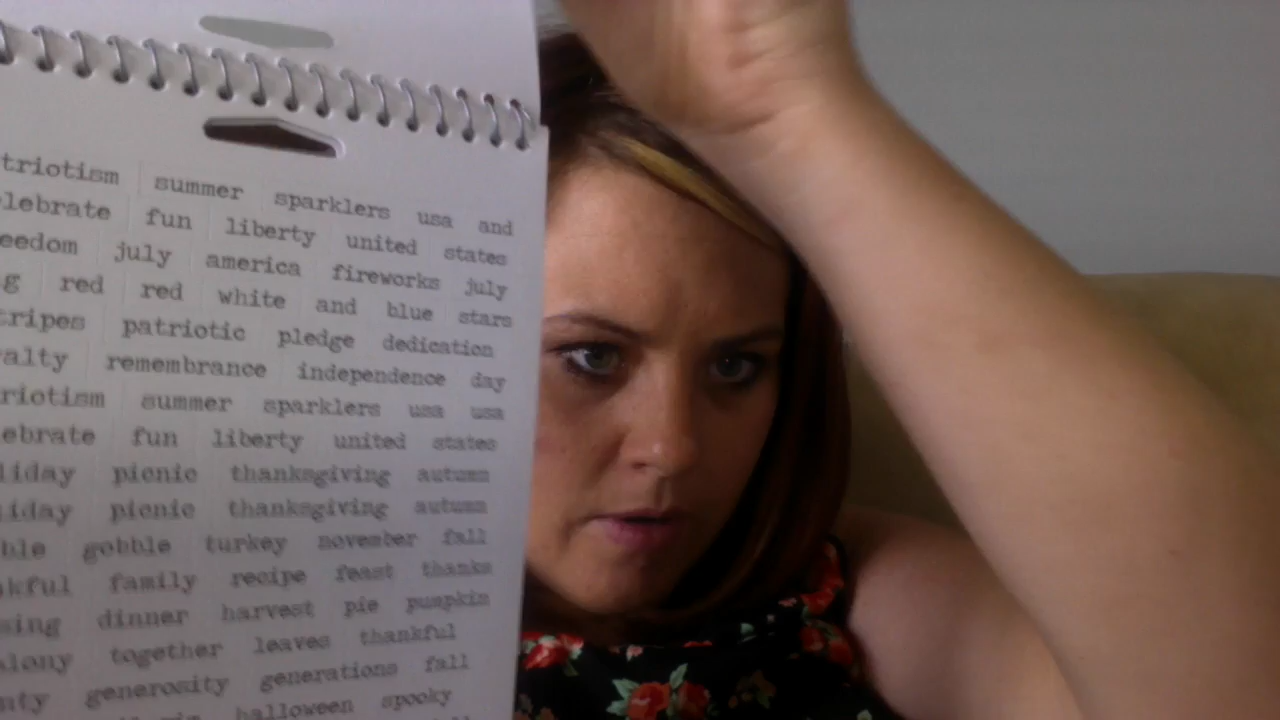 triotism summer sparklers usa and
lebrate fun liberty united states
eedom july america fireworks july
g red red white and blue stars
tripes patriotic pledge dedication
alty remembrance independence day
riotism summer sparklers usa usa
ebrate fun liberty united states
liday picnic thanksgiving autumn
liday picnic thanksgiving autumn
ble gobble turkey november fall
kful family recipe feast thanks
sing dinner harvest pie pumpkin
lony together leaves thankful
nty generosity generations fall
halloween spooky